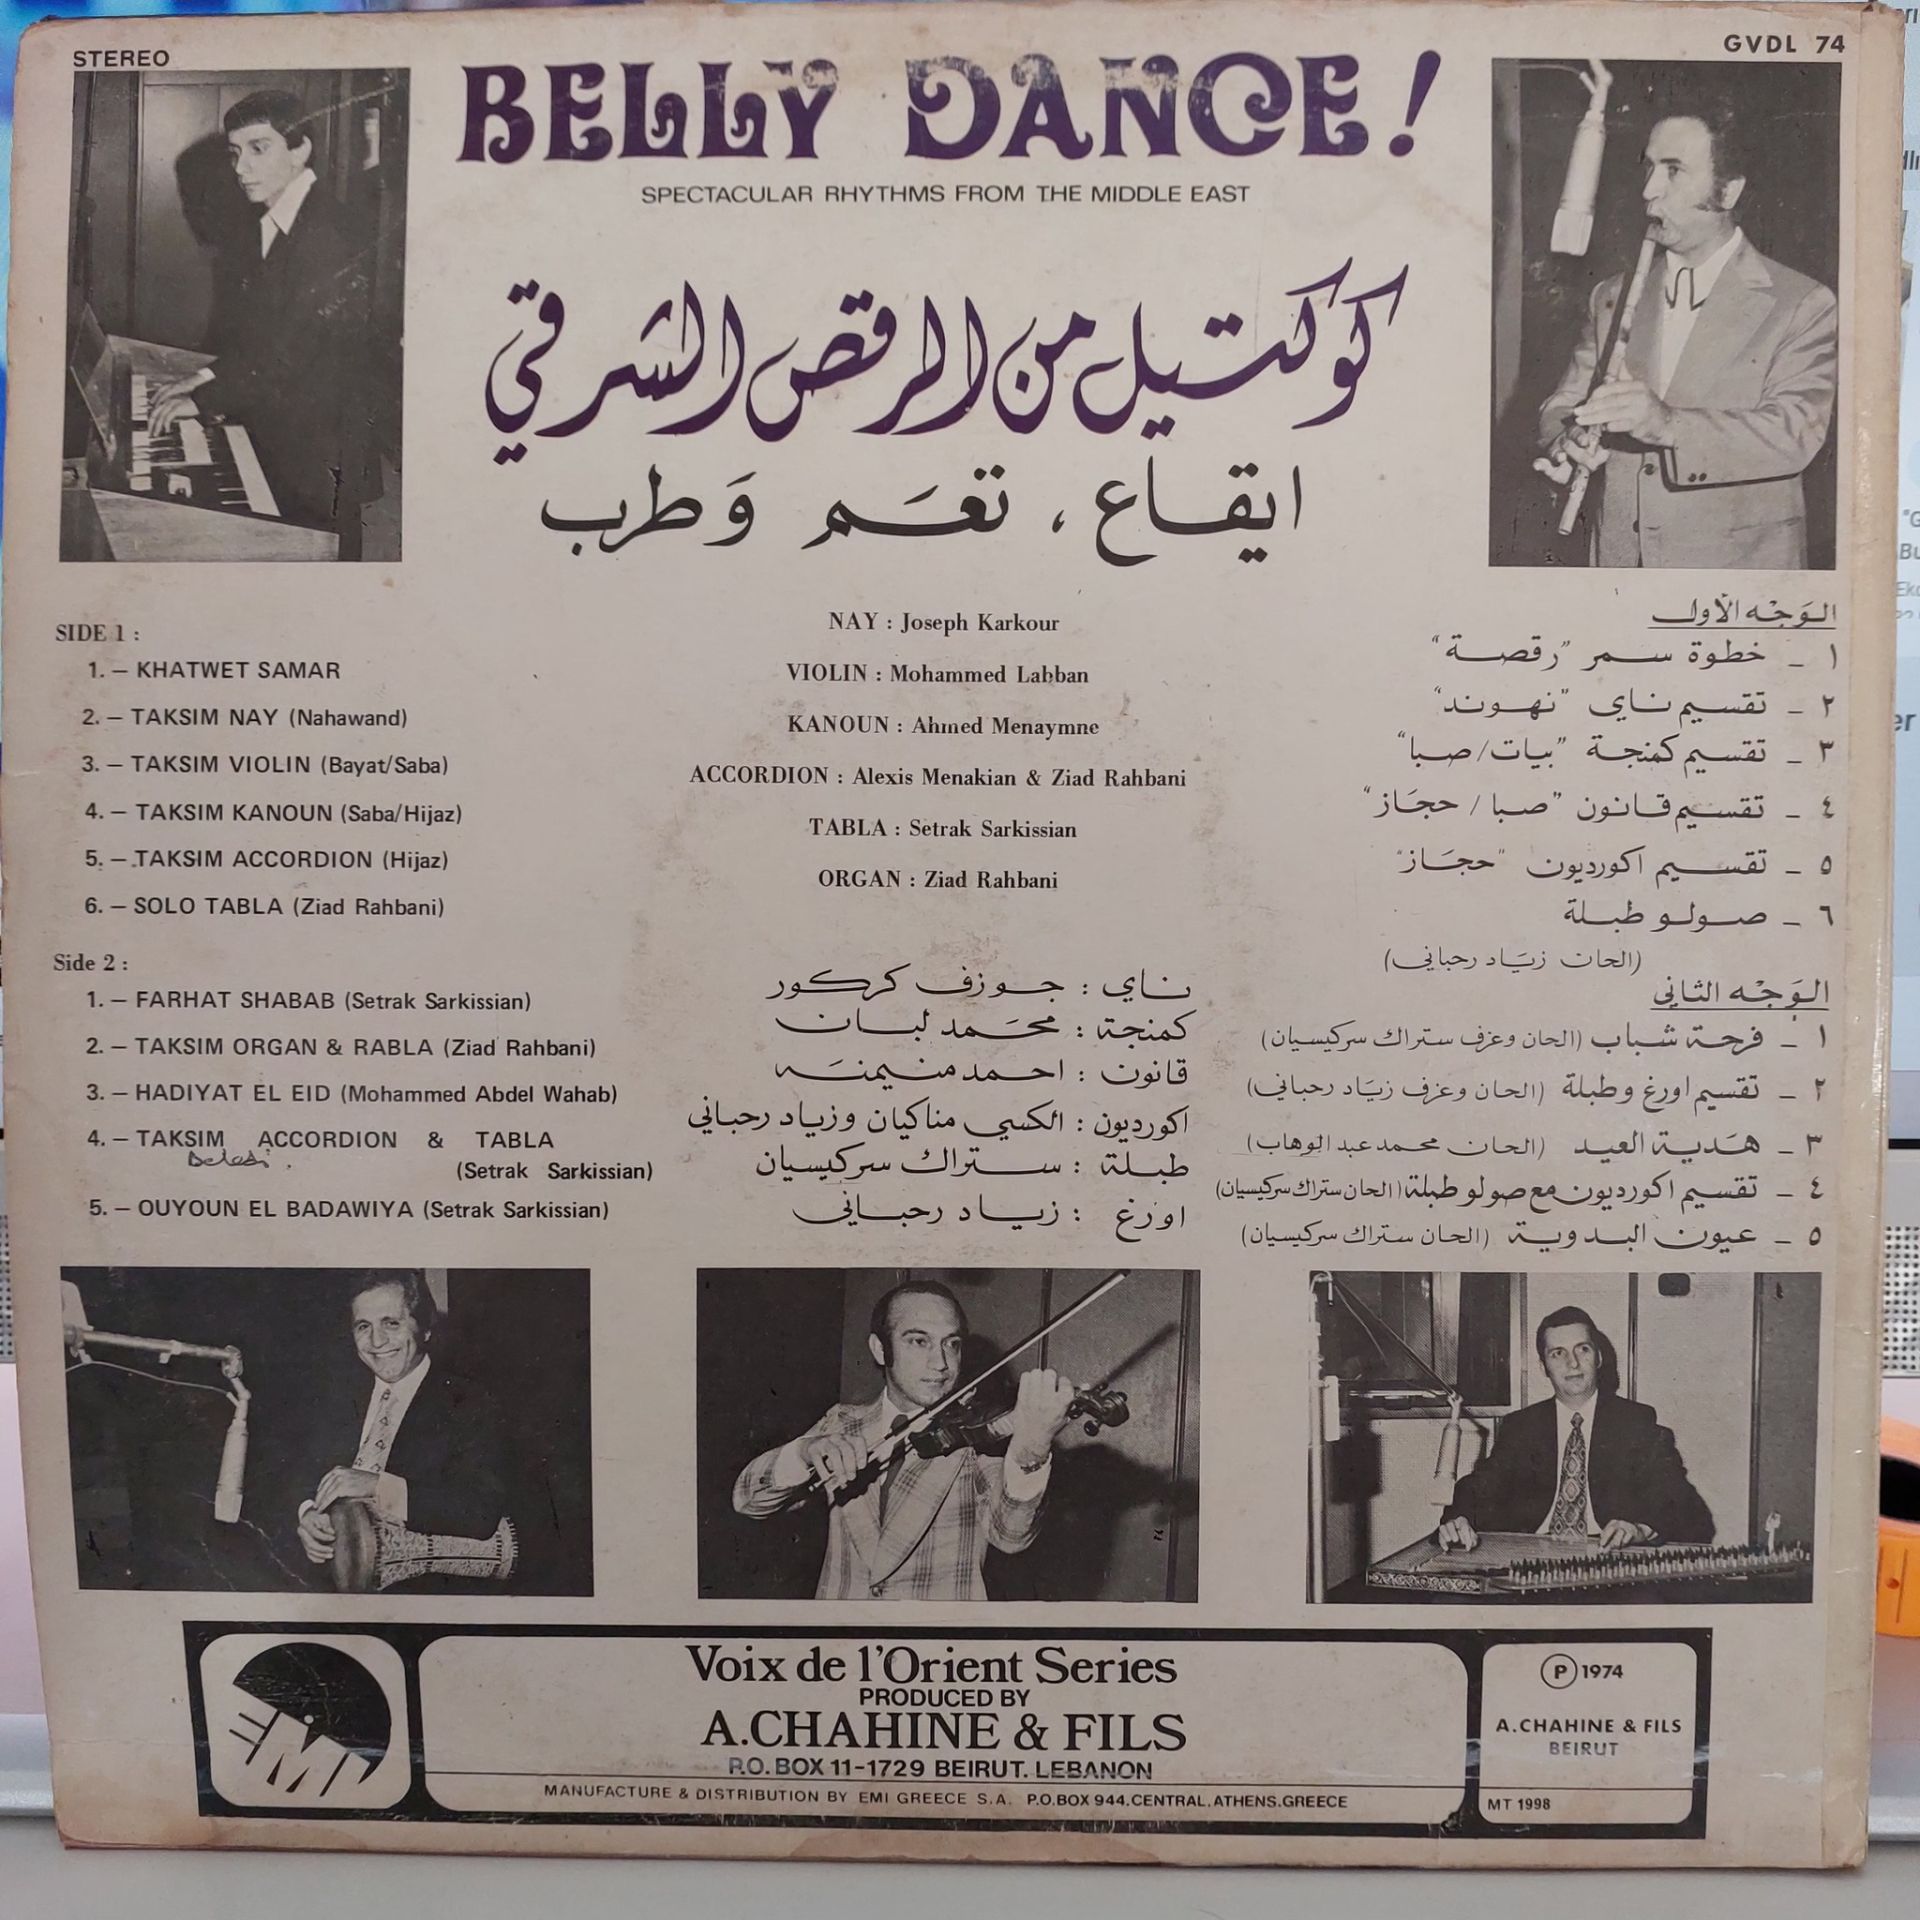 STEREO
GVDL 74
BELLY DANCE!
SPECTACULAR RHYTHMS FROM THE MIDDLE EAST
كوكتيل من الرقص الشرقي
ايقاع، نغم وطرب
SIDE 1 :
1. – KHATWET SAMAR
2. – TAKSIM NAY (Nahawand)
3. – TAKSIM VIOLIN (Bayat/Saba)
4. – TAKSIM KANOUN (Saba/Hijaz)
5. – TAKSIM ACCORDION (Hijaz)
6. – SOLO TABLA (Ziad Rahbani)
Side 2 :
1. – FARHAT SHABAB (Setrak Sarkissian)
2. – TAKSIM ORGAN & RABLA (Ziad Rahbani)
3. – HADIYAT EL EID (Mohammed Abdel Wahab)
4. – TAKSIM ACCORDION & TABLA
(Setrak Sarkissian)
5. – OUYOUN EL BADAWIYA (Setrak Sarkissian)
NAY : Joseph Karkour
VIOLIN : Mohammed Labban
KANOUN : Ahmed Menaymne
ACCORDION : Alexis Menakian & Ziad Rahbani
TABLA : Setrak Sarkissian
ORGAN : Ziad Rahbani
ناي : جوزف كركور
كمنجة : محمد لبان
قانون : احمد منيمنه
اكورديون : الكسي مناكيان وزياد رحباني
طبلة : ستراك سركيسيان
اورغ : زياد رحباني
الوجه الاول
١ – خطوة سمر "رقصة"
٢ – تقسيم ناي "نهوند"
٣ – تقسيم كمنجة "بيات/صبا"
٤ – تقسيم قانون "صبا / حجاز"
٥ – تقسيم اكورديون "حجاز"
٦ – صولو طبلة
(الحان زياد رحباني)
الوجه الثاني
١ – فرحة شباب (الحان وعزف ستراك سركيسيان)
٢ – تقسيم اورغ وطبلة (الحان وعزف زياد رحباني)
٣ – هدية العيد (الحان محمد عبد الوهاب)
٤ – تقسيم اكورديون مع صولو طبلة (الحان ستراك سركيسيان)
٥ – عيون البدوية (الحان ستراك سركيسيان)
EMI
Voix de l'Orient Series
PRODUCED BY
A.CHAHINE & FILS
P.O. BOX 11-1729 BEIRUT. LEBANON
MANUFACTURE & DISTRIBUTION BY EMI GREECE S.A. P.O.BOX 944.CENTRAL.ATHENS.GREECE
Ⓟ 1974
A.CHAHINE & FILS
BEIRUT
MT 1998